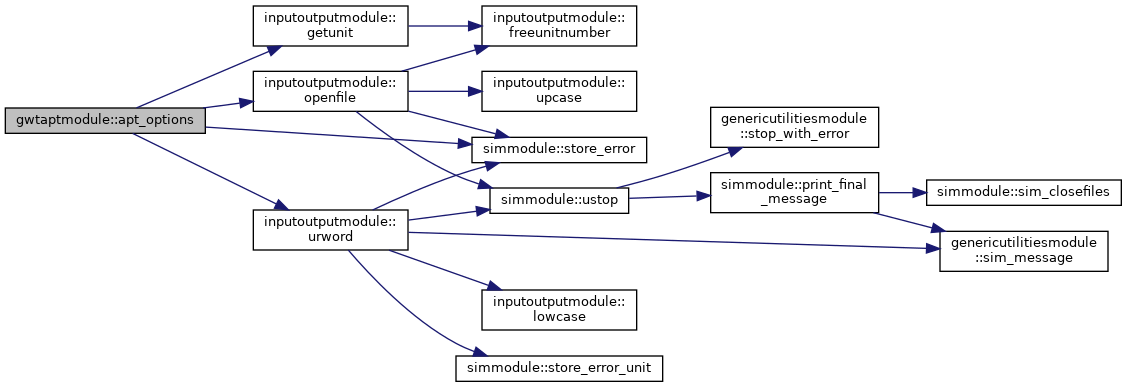 gwtaptmodule::apt_options
inputoutputmodule::
getunit
inputoutputmodule::
openfile
inputoutputmodule::
urword
inputoutputmodule::
freeunitnumber
inputoutputmodule::
upcase
simmodule::store_error
simmodule::ustop
inputoutputmodule::
lowcase
simmodule::store_error_unit
genericutilitiesmodule
::stop_with_error
simmodule::print_final
_message
simmodule::sim_closefiles
genericutilitiesmodule
::sim_message